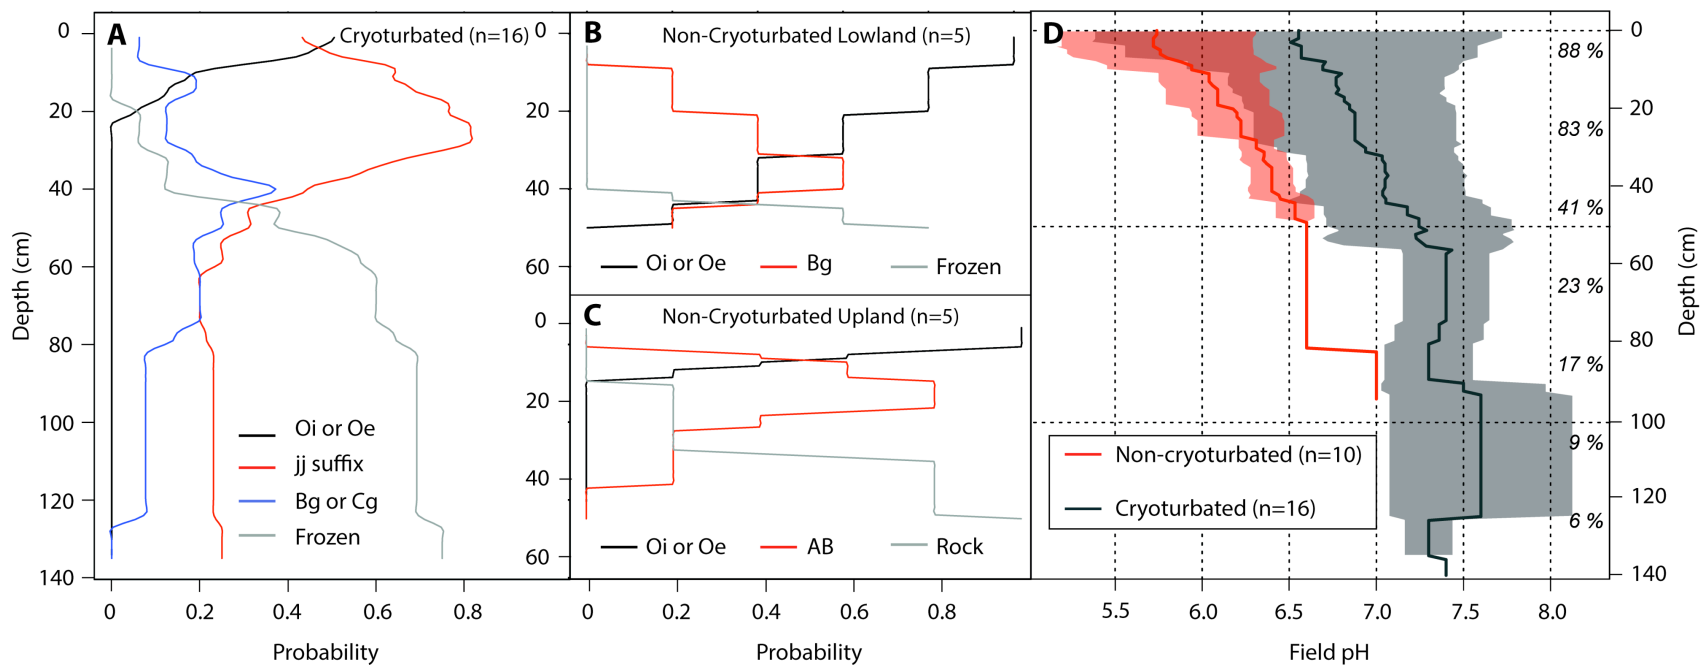 A
Cryoturbated (n=16)
0
20
40
60
80
100
120
140
Depth (cm)
Oi or Oe
jj suffix
Bg or Cg
Frozen
0
0.2
0.4
0.6
0.8
Probability
B
Non-Cryoturbated Lowland (n=5)
0
20
40
60
Oi or Oe
Bg
Frozen
C
Non-Cryoturbated Upland (n=5)
0
20
40
60
Oi or Oe
AB
Rock
0
0.2
0.4
0.6
0.8
Probability
D
88 %
83 %
41 %
23 %
17 %
9 %
6 %
Non-cryoturbated (n=10)
Cryoturbated (n=16)
0
20
40
60
80
100
120
140
Depth (cm)
5.5
6.0
6.5
7.0
7.5
8.0
Field pH